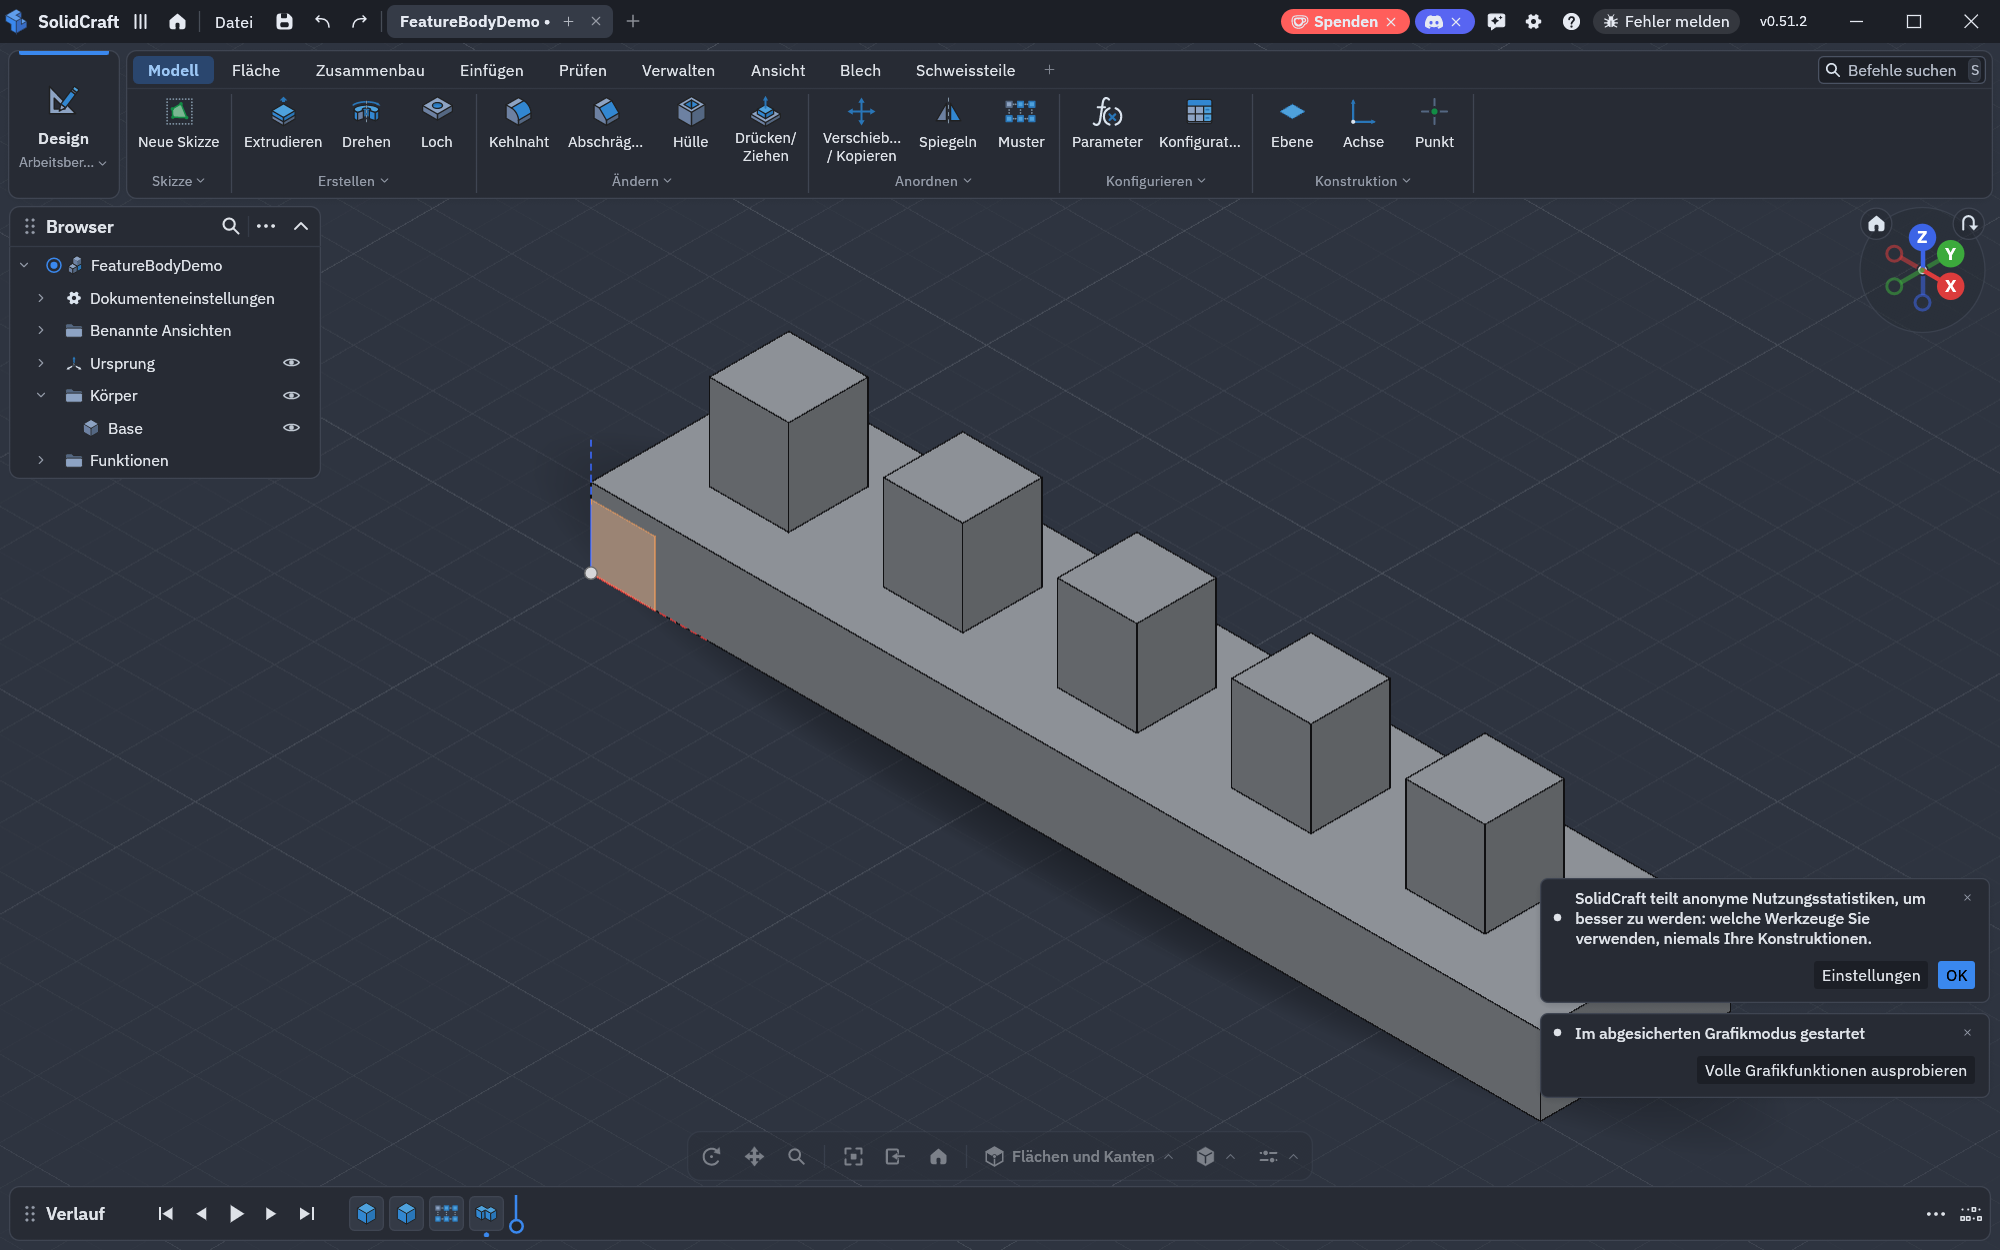 SolidCraft
Datei
FeatureBodyDemo •
Spenden
Fehler melden
v0.51.2
Design
Arbeitsber...
Modell
Fläche
Zusammenbau
Einfügen
Prüfen
Verwalten
Ansicht
Blech
Schweissteile
Befehle suchen
S
Neue Skizze
Extrudieren
Drehen
Loch
Kehlnaht
Abschräg...
Hülle
Drücken/
Ziehen
Verschieb...
/ Kopieren
Spiegeln
Muster
Parameter
Konfigurat...
Ebene
Achse
Punkt
Skizze
Erstellen
Ändern
Anordnen
Konfigurieren
Konstruktion
Browser
FeatureBodyDemo
Dokumenteneinstellungen
Benannte Ansichten
Ursprung
Körper
Base
Funktionen
Z
Y
X
SolidCraft teilt anonyme Nutzungsstatistiken, um
besser zu werden: welche Werkzeuge Sie
verwenden, niemals Ihre Konstruktionen.
Einstellungen
OK
Im abgesicherten Grafikmodus gestartet
Volle Grafikfunktionen ausprobieren
Flächen und Kanten
Verlauf